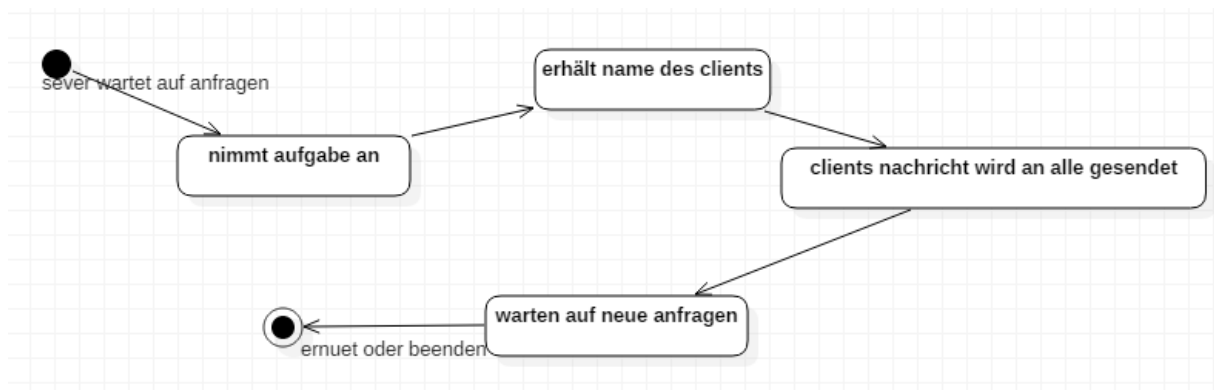 sever wartet auf anfragen
nimmt aufgabe an
erhält name des clients
clients nachricht wird an alle gesendet
warten auf neue anfragen
ernuet oder beenden